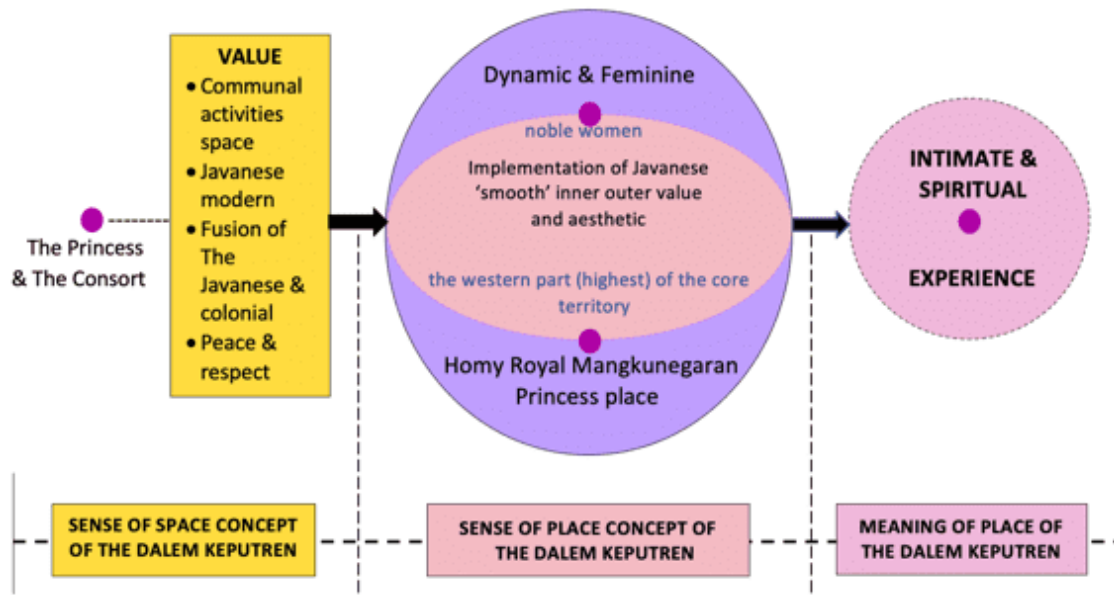 The Princess
& The Consort
VALUE
• Communal
activities
space
• Javanese
modern
• Fusion of
The
Javanese &
colonial
• Peace &
respect
Dynamic & Feminine
noble women
Implementation of Javanese
‘smooth’ inner outer value
and aesthetic
the western part (highest) of the core
territory
Homy Royal Mangkunegaran
Princess place
INTIMATE &
SPIRITUAL
EXPERIENCE
SENSE OF SPACE CONCEPT
OF THE DALEM KEPUTREN
SENSE OF PLACE CONCEPT OF
THE DALEM KEPUTREN
MEANING OF PLACE OF
THE DALEM KEPUTREN